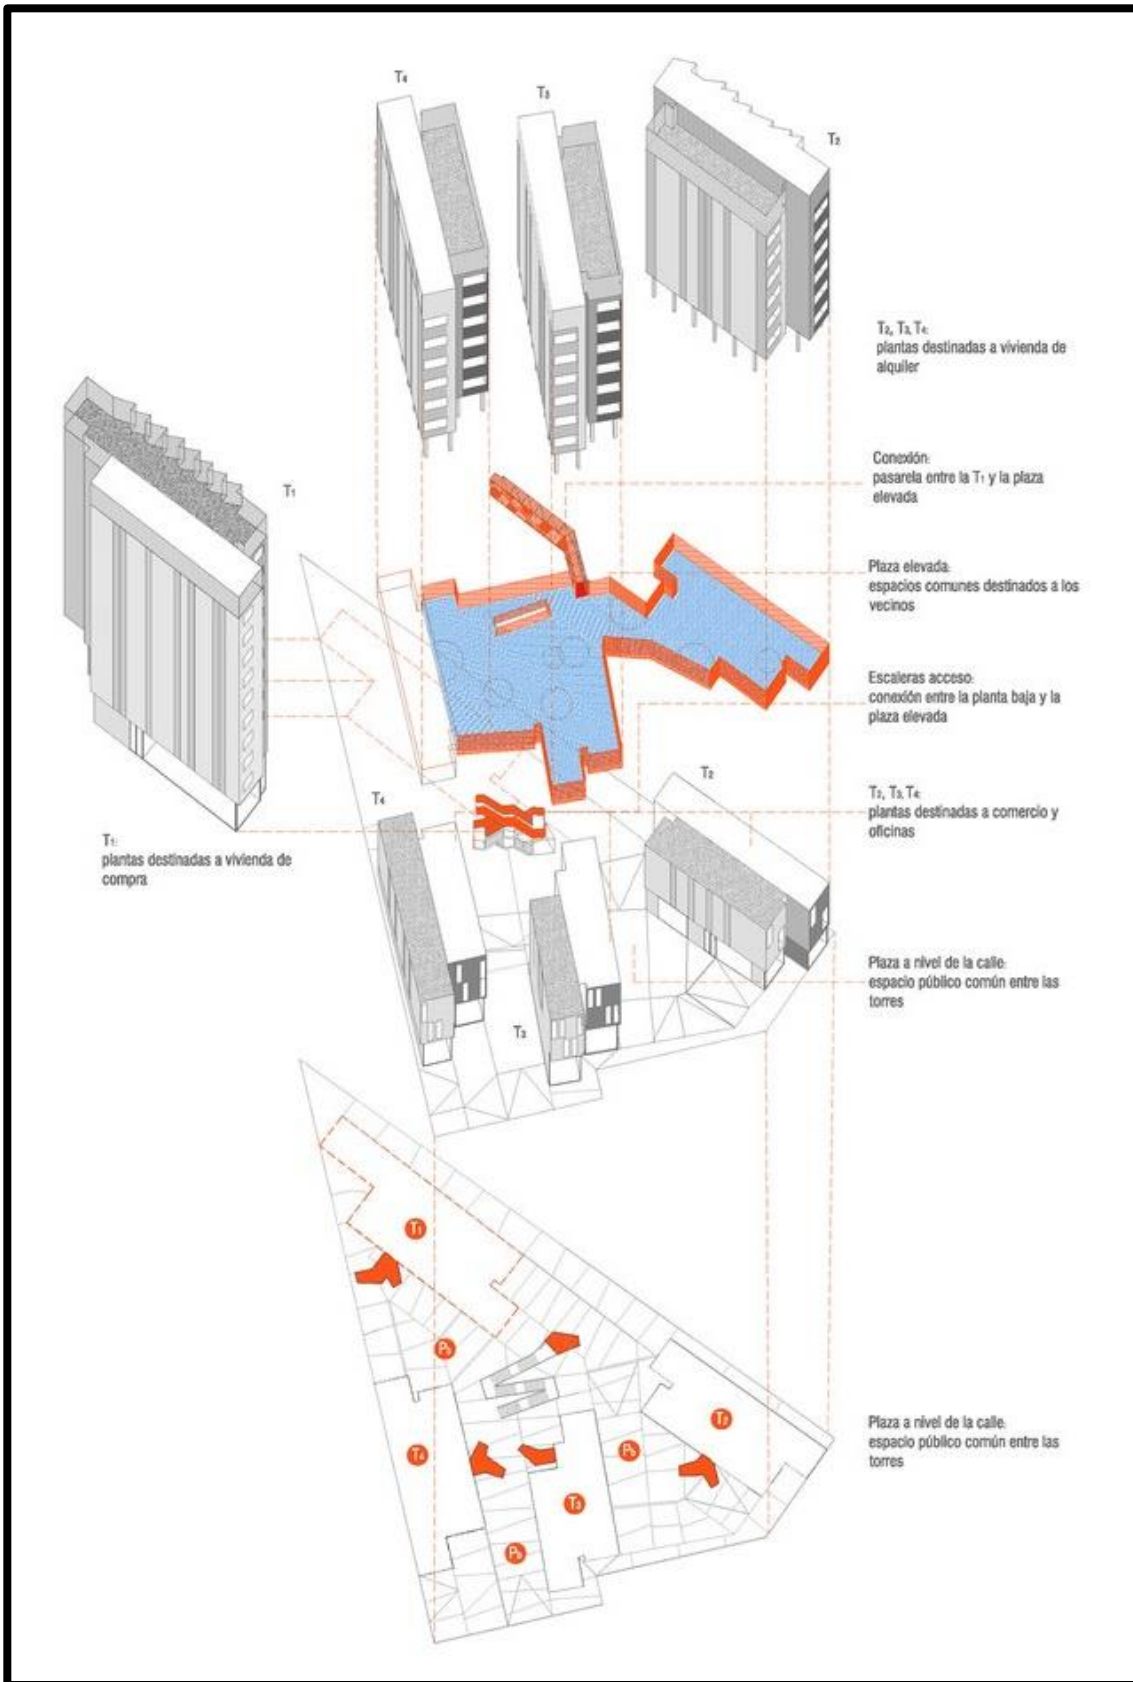 T4
T3
T2
T2, T3, T4:
plantas destinadas a vivienda de
alquiler
Conexión:
pasarela entre la T1 y la plaza
elevada
T1
Plaza elevada:
espacios comunes destinados a los
vecinos
Escaleras acceso:
conexión entre la planta baja y la
plaza elevada
T2
T4
T2, T3, T4:
plantas destinadas a comercio y
oficinas
T1:
plantas destinadas a vivienda de
compra
Plaza a nivel de la calle:
espacio público común entre las
torres
T3
T1
Pb
T2
Plaza a nivel de la calle:
espacio público común entre las
torres
T4
Pb
T3
Pb